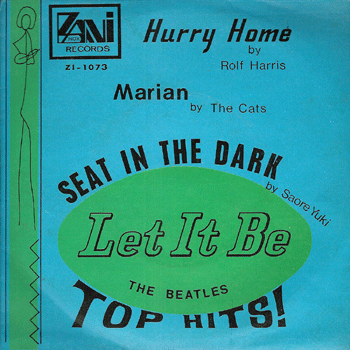 Zani
RECORDS
ZI-1073
Hurry Home
by
Rolf Harris
Marian
by The Cats
SEAT IN THE DARK
by Saore Yuki
Let It Be
THE BEATLES
TOP HITS!